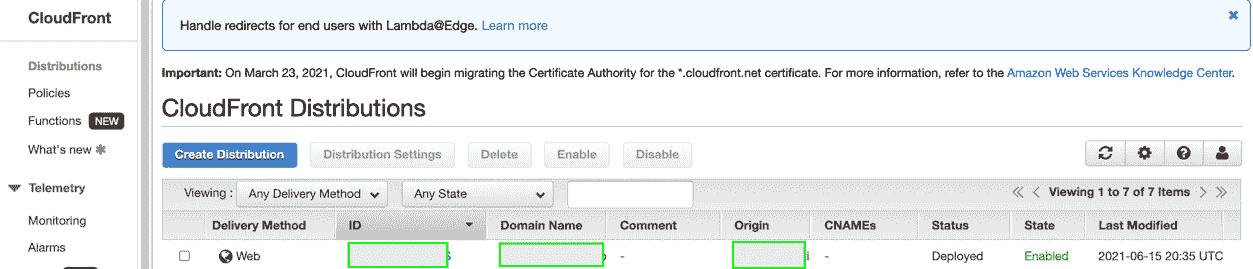 CloudFront
Distributions
Policies
Functions NEW
What's new
Telemetry
Monitoring
Alarms
Handle redirects for end users with Lambda@Edge. Learn more
Important: On March 23, 2021, CloudFront will begin migrating the Certificate Authority for the *.cloudfront.net certificate. For more information, refer to the Amazon Web Services Knowledge Center.
CloudFront Distributions
Create Distribution Distribution Settings Delete Enable Disable
Viewing : Any Delivery Method Any State Viewing 1 to 7 of 7 Items
Delivery Method ID Domain Name Comment Origin CNAMEs Status State Last Modified
Web - - Deployed Enabled 2021-06-15 20:35 UTC